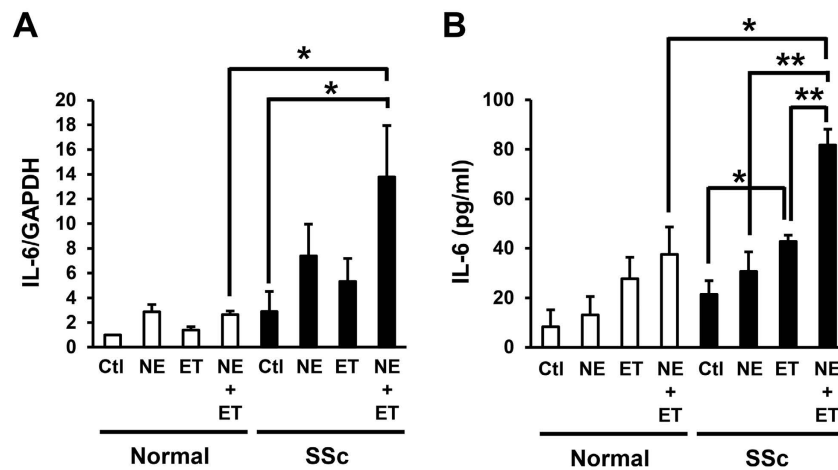 A
*
*
IL-6/GAPDH
20
18
16
14
12
10
8
6
4
2
0
Ctl NE ET NE + ET Ctl NE ET NE + ET
Normal SSc
B
*
**
**
*
IL-6 (pg/ml)
100
80
60
40
20
0
Ctl NE ET NE + ET Ctl NE ET NE + ET
Normal SSc